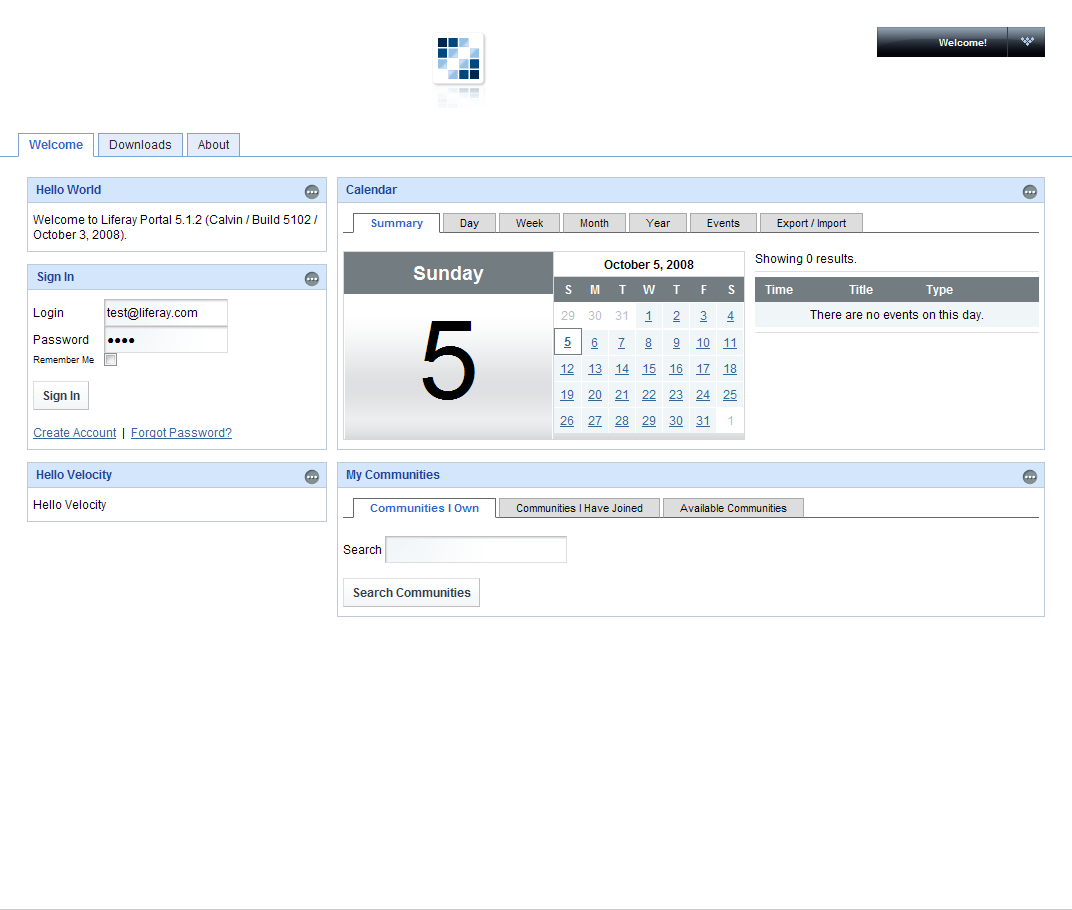 Welcome!
Welcome Downloads About
Hello World
Welcome to Liferay Portal 5.1.2 (Calvin / Build 5102 /
October 3, 2008).
Sign In
Login test@liferay.com
Password ••••
Remember Me
Sign In
Create Account | Forgot Password?
Hello Velocity
Hello Velocity
Calendar
Summary Day Week Month Year Events Export / Import
Sunday
5
October 5, 2008
S M T W T F S
29 30 31 1 2 3 4
5 6 7 8 9 10 11
12 13 14 15 16 17 18
19 20 21 22 23 24 25
26 27 28 29 30 31 1
Showing 0 results.
Time Title Type
There are no events on this day.
My Communities
Communities I Own Communities I Have Joined Available Communities
Search
Search Communities